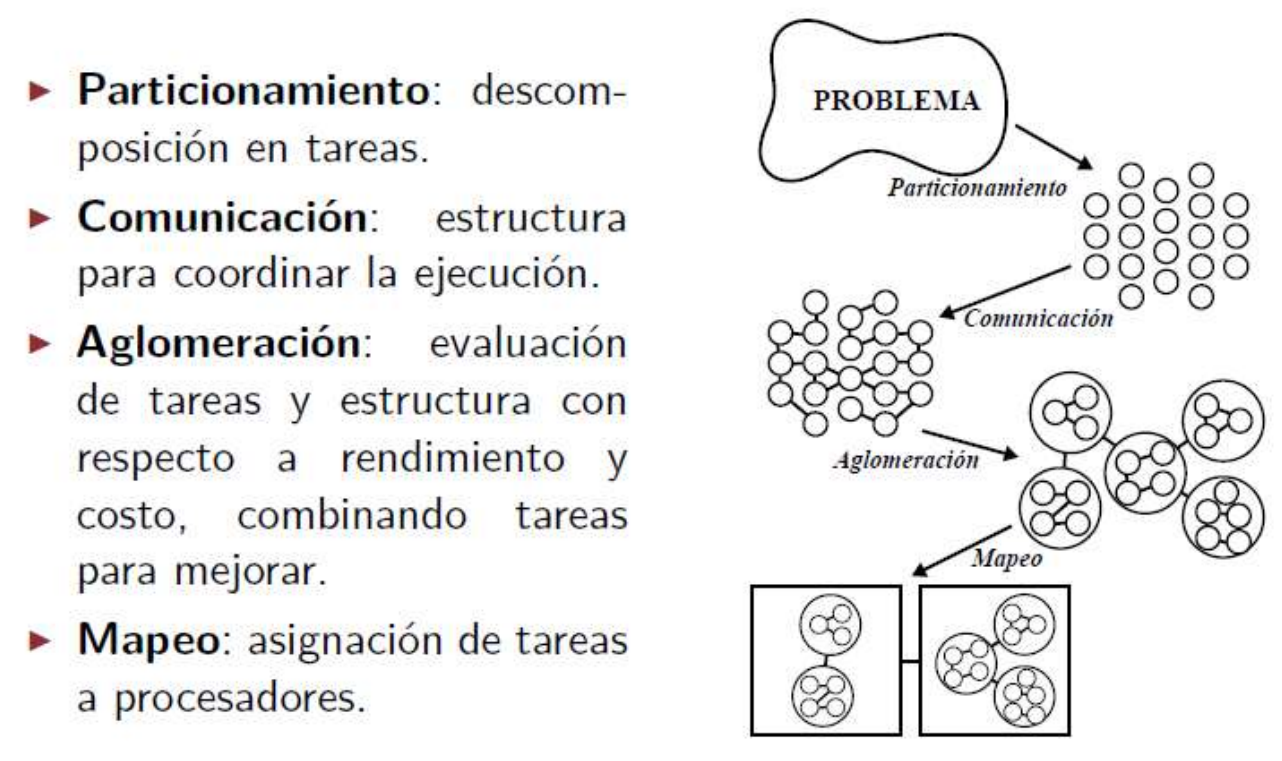 ► Particionamiento: descom-
posición en tareas.
► Comunicación: estructura
para coordinar la ejecución.
► Aglomeración: evaluación
de tareas y estructura con
respecto a rendimiento y
costo, combinando tareas
para mejorar.
► Mapeo: asignación de tareas
a procesadores.
PROBLEMA
Particionamiento
Comunicación
Aglomeración
Mapeo